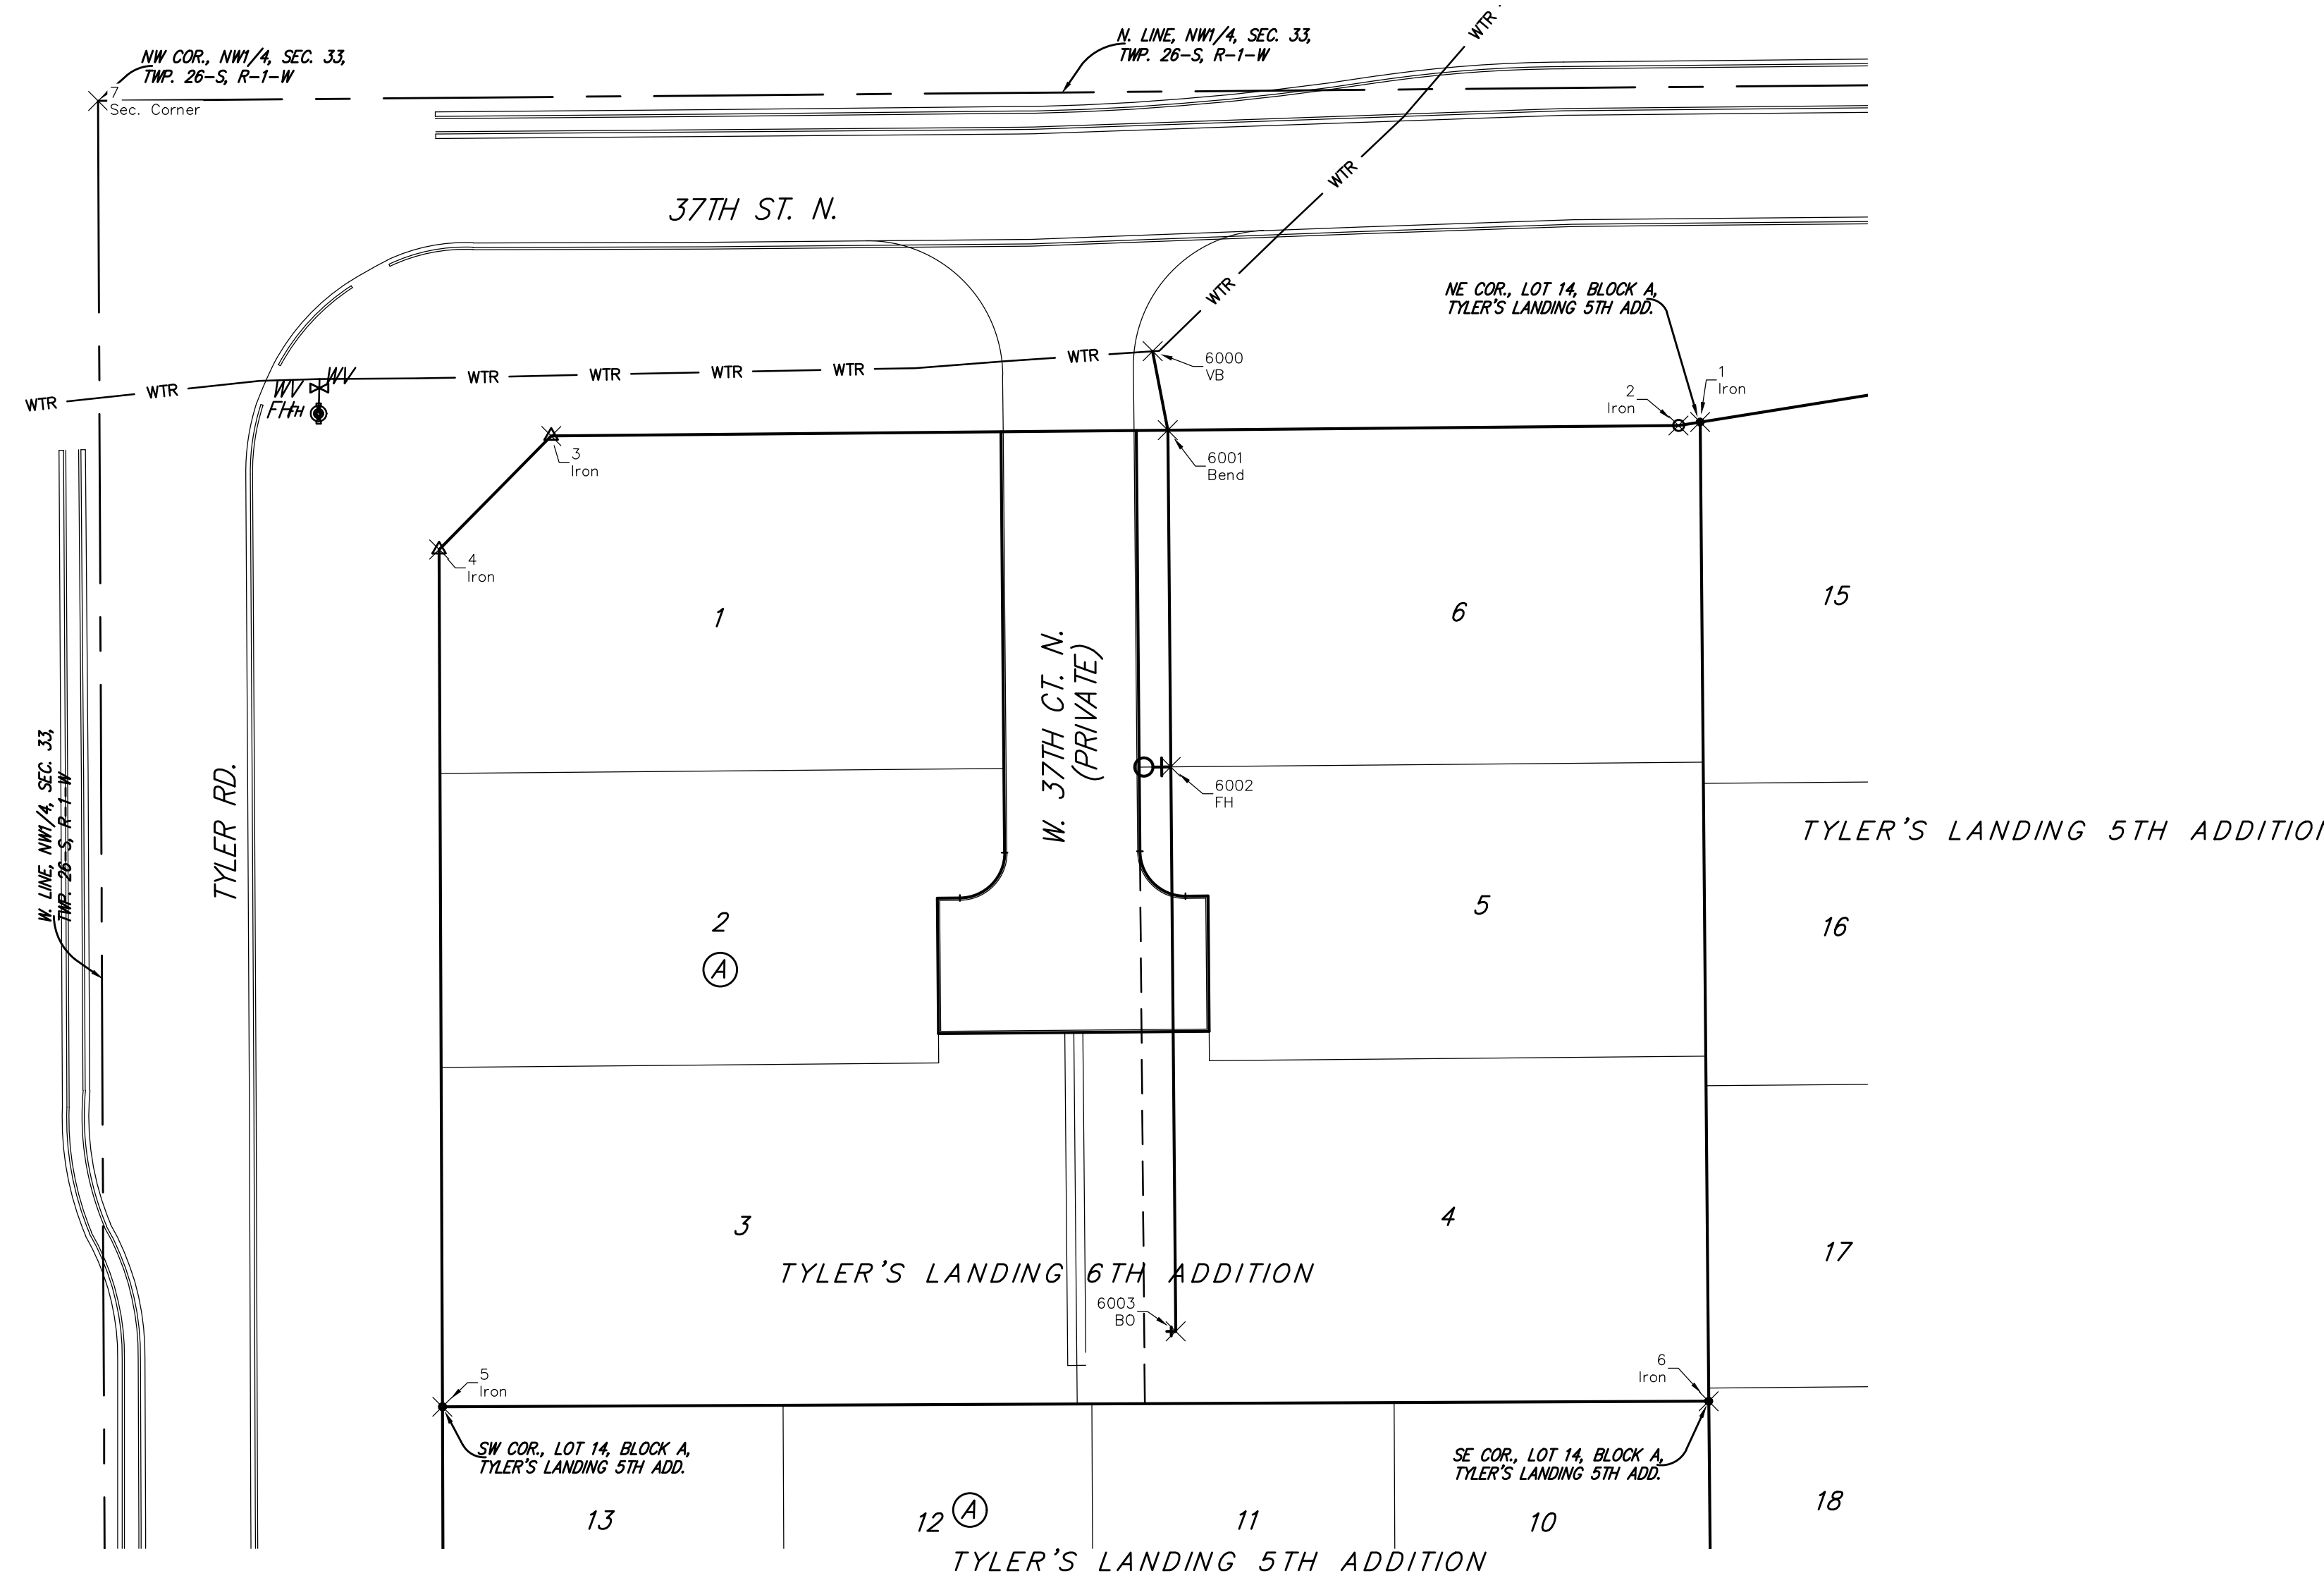 WTR
N. LINE, NW1/4, SEC. 33,
TWP. 26-S, R-1-W
NW COR., NW1/4, SEC. 33,
TWP. 26-S, R-1-W
7
Sec. Corner
WTR
37TH ST. N.
WTR
NE COR., LOT 14, BLOCK A,
TYLER'S LANDING 5TH ADD.
6000
VB
WTR
WTR
WTR
WTR
WTR
WTR
WTR
WV
WV
FH
FH
1
Iron
2
Iron
3
Iron
6001
Bend
4
Iron
1
6
15
W. 37TH CT. N.
(PRIVATE)
6002
FH
TYLER RD.
W. LINE, NW1/4, SEC. 33,
TWP. 26-S, R-1-W
TYLER'S LANDING 5TH ADDITION
2
A
5
16
3
4
17
TYLER'S LANDING 6TH ADDITION
6003
BO
5
Iron
6
Iron
SW COR., LOT 14, BLOCK A,
TYLER'S LANDING 5TH ADD.
SE COR., LOT 14, BLOCK A,
TYLER'S LANDING 5TH ADD.
13
12
A
11
10
18
TYLER'S LANDING 5TH ADDITION